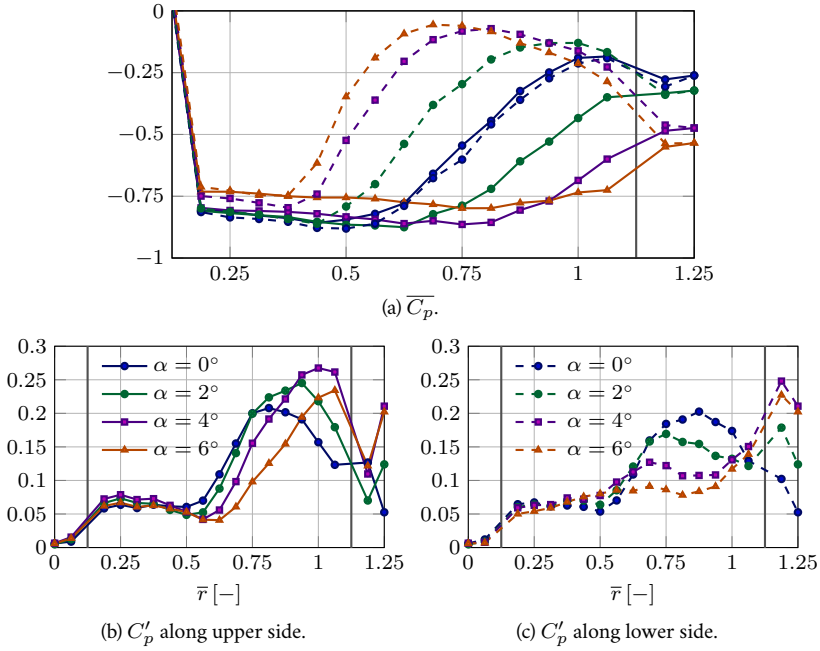 0
−0.25
−0.5
−0.75
−1
0.25 0.5 0.75 1 1.25
(a) $\overline{C_p}$.
0.3
0.25
0.2
0.15
0.1
0.05
0
α = 0°
α = 2°
α = 4°
α = 6°
0 0.25 0.5 0.75 1 1.25
r̅ [−]
(b) C′p along upper side.
0.3
0.25
0.2
0.15
0.1
0.05
0
α = 0°
α = 2°
α = 4°
α = 6°
0 0.25 0.5 0.75 1 1.25
r̅ [−]
(c) C′p along lower side.